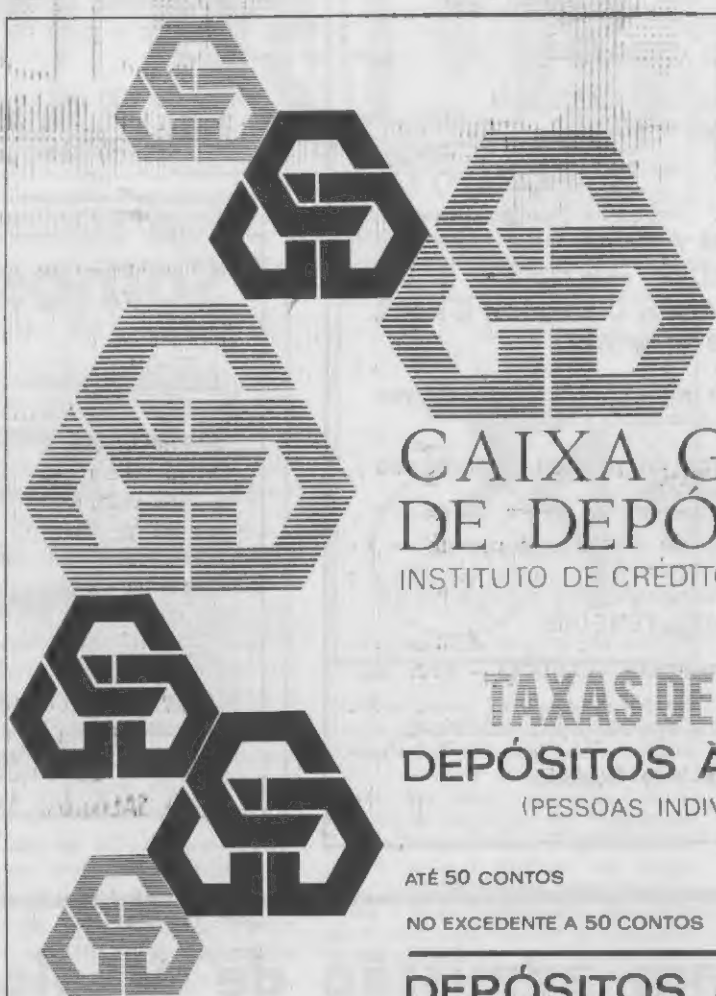 CAIXA G
DE DEPÓ
INSTITUTO DE CRÉDITO
TAXAS DE
DEPÓSITOS À
(PESSOAS INDIV
ATÉ 50 CONTOS
NO EXCEDENTE A 50 CONTOS
DEPÓSITOS